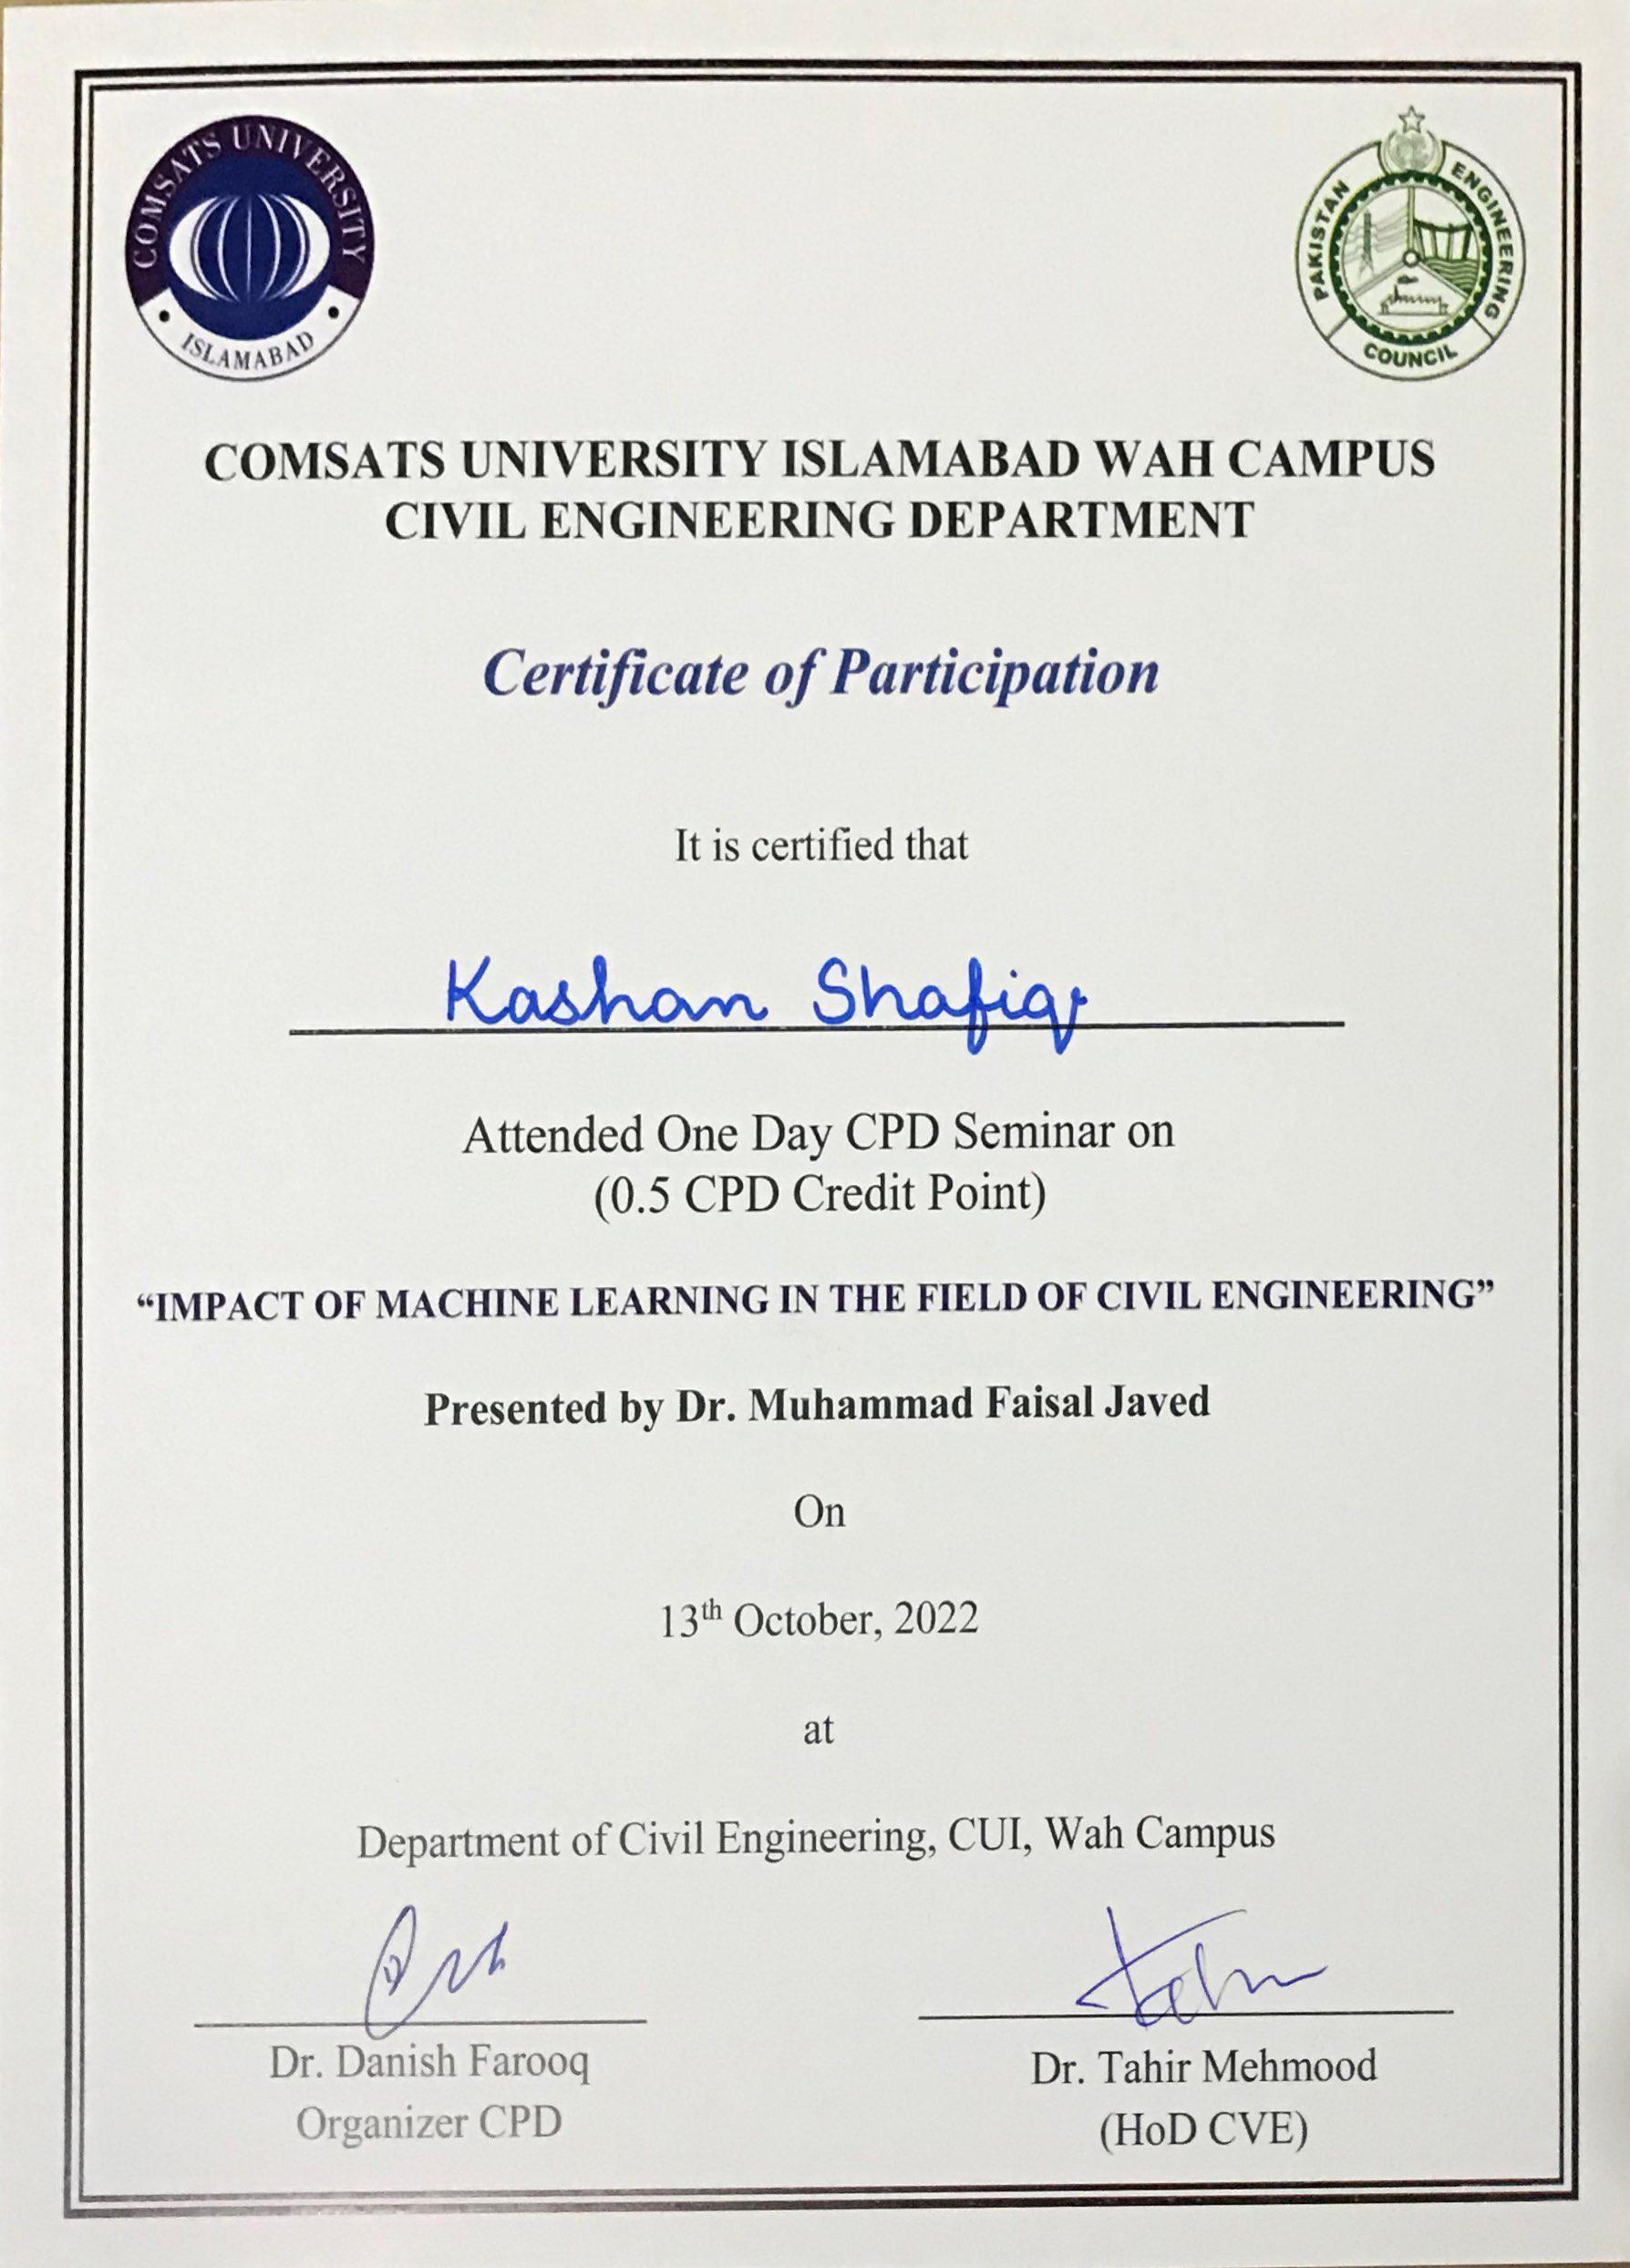 COMSATS UNIVERSITY
ISLAMABAD
PAKISTAN ENGINEERING
COUNCIL
COMSATS UNIVERSITY ISLAMABAD WAH CAMPUS
CIVIL ENGINEERING DEPARTMENT
Certificate of Participation
It is certified that
Kashan Shafiq
Attended One Day CPD Seminar on
(0.5 CPD Credit Point)
“IMPACT OF MACHINE LEARNING IN THE FIELD OF CIVIL ENGINEERING”
Presented by Dr. Muhammad Faisal Javed
On
13th October, 2022
at
Department of Civil Engineering, CUI, Wah Campus
Dr. Danish Farooq
Organizer CPD
Dr. Tahir Mehmood
(HoD CVE)